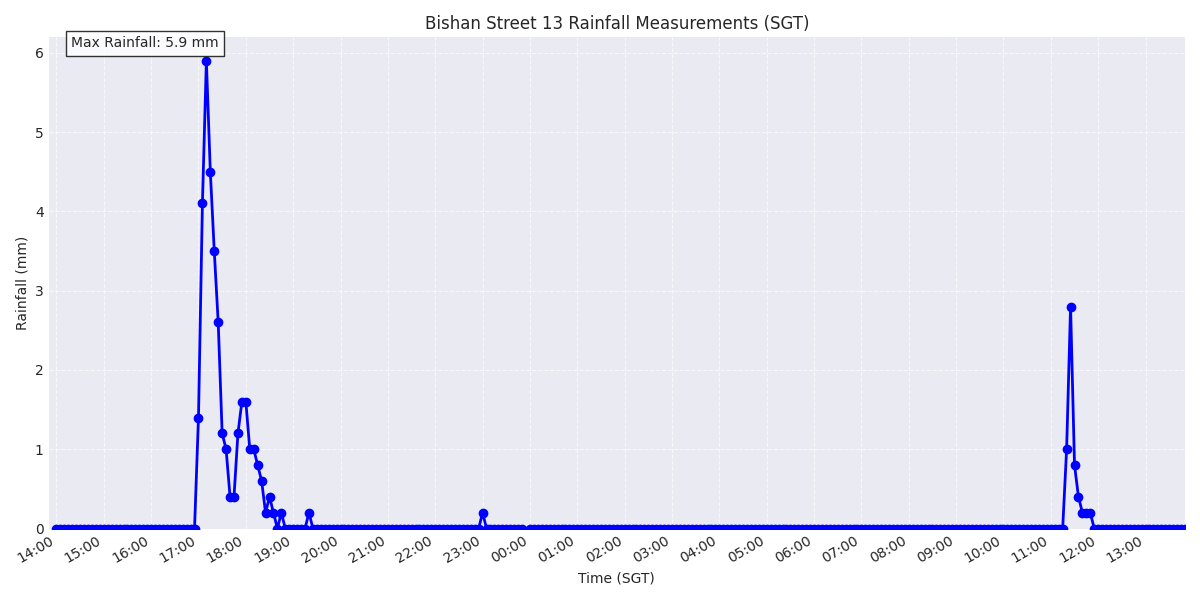 Bishan Street 13 Rainfall Measurements (SGT)
Max Rainfall: 5.9 mm
6
5
4
3
2
1
0
Rainfall (mm)
14:00 15:00 16:00 17:00 18:00 19:00 20:00 21:00 22:00 23:00 00:00 01:00 02:00 03:00 04:00 05:00 06:00 07:00 08:00 09:00 10:00 11:00 12:00 13:00
Time (SGT)